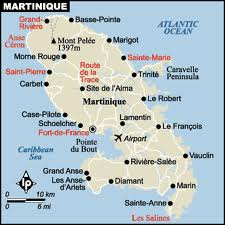 MARTINIQUE
Grand-
Rivière
Basse-Pointe
ATLANTIC
OCEAN
Anse
Céron
Mont Pelée
1397m
Marigot
Morne Rouge
Sainte-Marie
Saint-Pierre
Route de
la Trace
Caravelle
Peninsula
Trinité
Carbet
Site de l'Alma
Martinique
Le Robert
Case-Pilote
Schoelcher
Lamentin
Le François
Fort-de-France
Airport
Caribbean
Sea
Pointe
du Bout
Vauclin
Rivière-Salée
Grand Anse
Les Anse-
d'Arlets
Diamant
Marin
lp
0
10 km
0
6 mi
Sainte-Anne
Les Salines